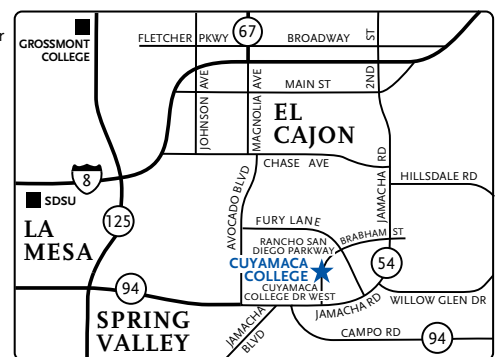 r
GROSSMONT
COLLEGE
FLETCHER PKWY
67
BROADWAY
2ND ST
JOHNSON AVE
MAGNOLIA AVE
MAIN ST
EL
CAJON
CHASE AVE
8
SDSU
LA
MESA
125
AVOCADO BLVD
JAMACHA RD
HILLSDALE RD
FURY LANE
RANCHO SAN
DIEGO PARKWAY
BRABHAM ST
CUYAMACA
COLLEGE
CUYAMACA
COLLEGE DR WEST
54
94
SPRING
VALLEY
JAMACHA
BLVD
JAMACHA RD
WILLOW GLEN DR
CAMPO RD
94